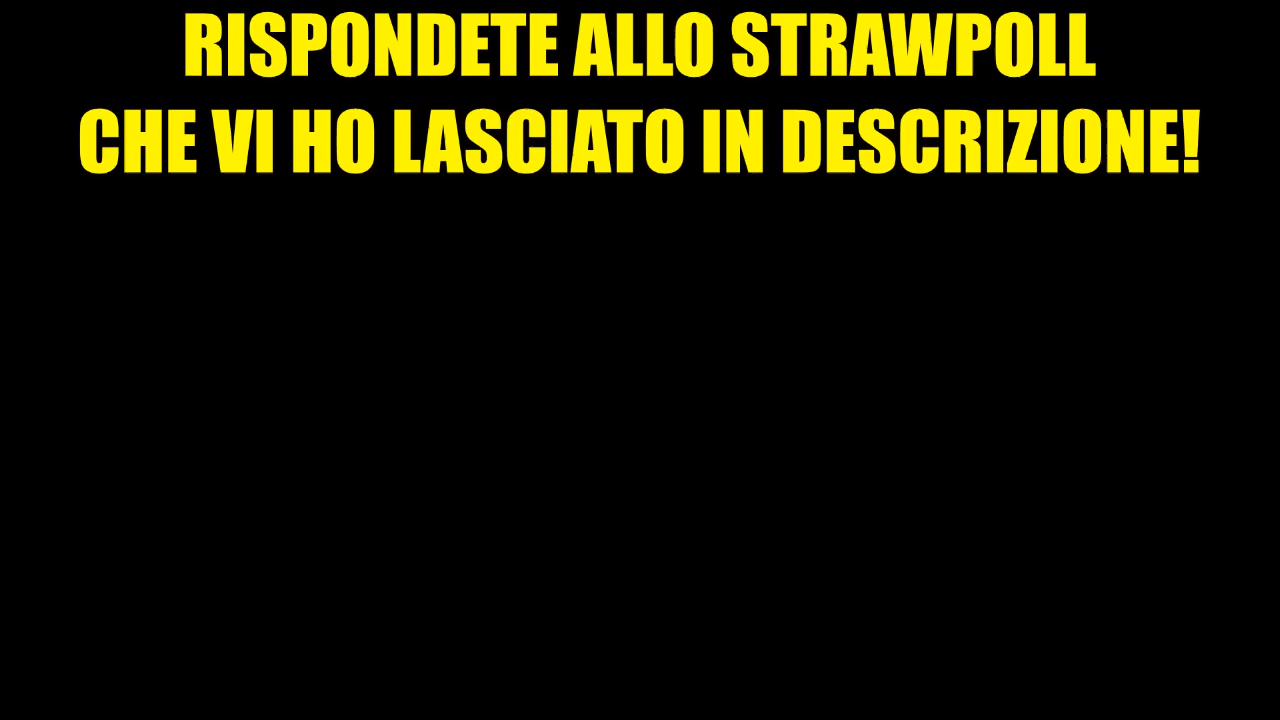 RISPONDETE ALLO STRAWPOLL
CHE VI HO LASCIATO IN DESCRIZIONE!